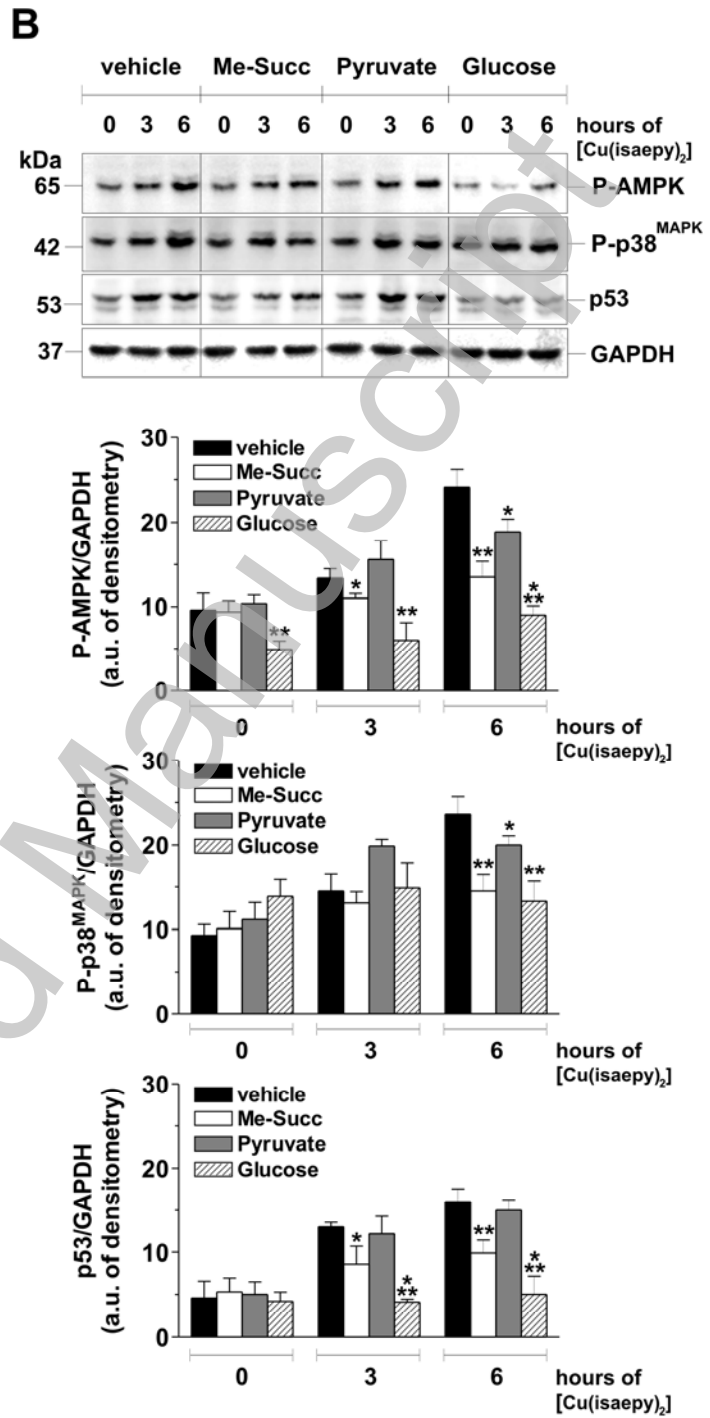 B
vehicle Me-Succ Pyruvate Glucose
0 3 6 0 3 6 0 3 6 0 3 6 hours of
[Cu(isaepy)₂]
kDa
65 P-AMPK
42 P-p38ᴹᴬᴾᴷ
53 p53
37 GAPDH
P-AMPK/GAPDH
(a.u. of densitometry)
30
20
10
0
vehicle
Me-Succ
Pyruvate
Glucose
** * ** ** * * **
0 3 6 hours of
[Cu(isaepy)₂]
P-p38ᴹᴬᴾᴷ/GAPDH
(a.u. of densitometry)
30
20
10
0
vehicle
Me-Succ
Pyruvate
Glucose
** * **
0 3 6 hours of
[Cu(isaepy)₂]
p53/GAPDH
(a.u. of densitometry)
30
20
10
0
vehicle
Me-Succ
Pyruvate
Glucose
* * ** ** * **
0 3 6 hours of
[Cu(isaepy)₂]
d Manuscript